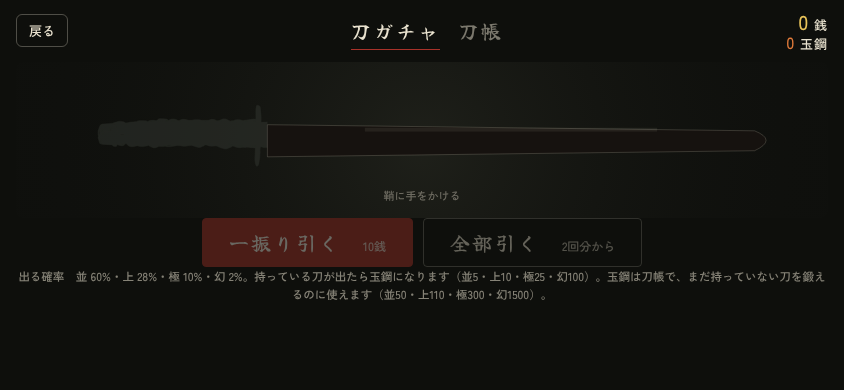 戻る
刀ガチャ 刀帳
0 銭
0 玉鋼
鞘に手をかける
一振り引く 10銭
全部引く 2回分から
出る確率　並 60%・上 28%・極 10%・幻 2%。持っている刀が出たら玉鋼になります（並5・上10・極25・幻100）。玉鋼は刀帳で、まだ持っていない刀を鍛え
るのに使えます（並50・上110・極300・幻1500）。